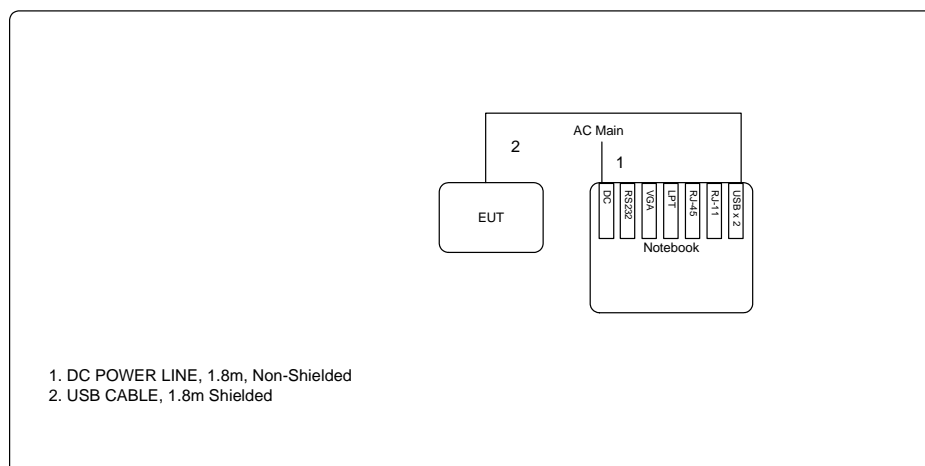 AC Main
2
1
EUT
DC
RS232
VGA
LPT
RJ-45
RJ-11
USB x 2
Notebook
1. DC POWER LINE, 1.8m, Non-Shielded
2. USB CABLE, 1.8m Shielded